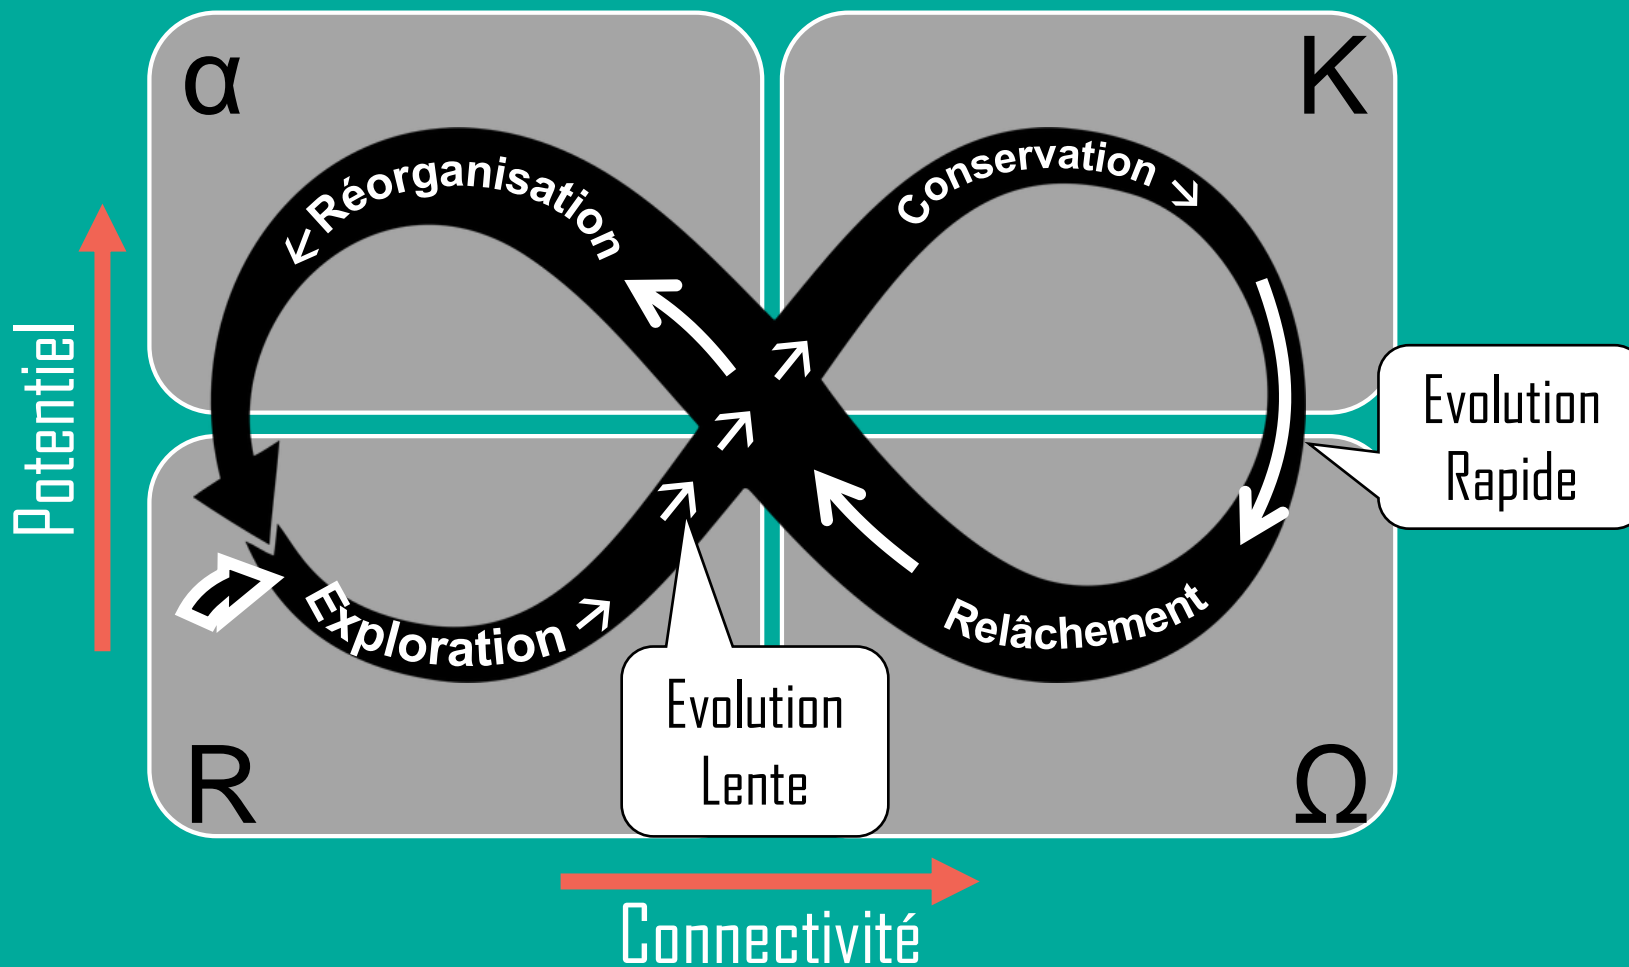 α
K
← Réorganisation
Conservation →
Potentiel
Evolution
Rapide
Exploration →
Relâchement
Evolution
Lente
R
Ω
Connectivité